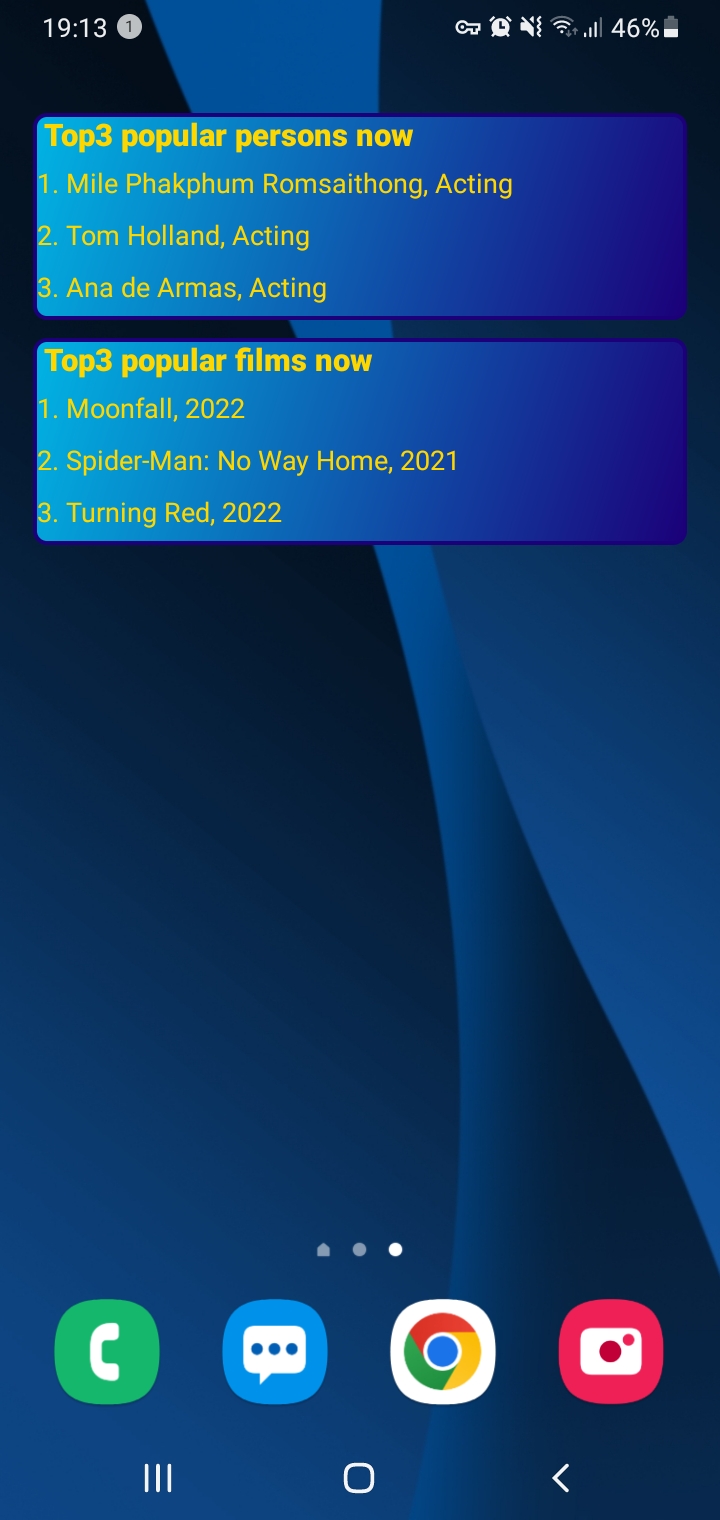 19:13 1 46%
Top3 popular persons now
1. Mile Phakphum Romsaithong, Acting
2. Tom Holland, Acting
3. Ana de Armas, Acting
Top3 popular films now
1. Moonfall, 2022
2. Spider-Man: No Way Home, 2021
3. Turning Red, 2022